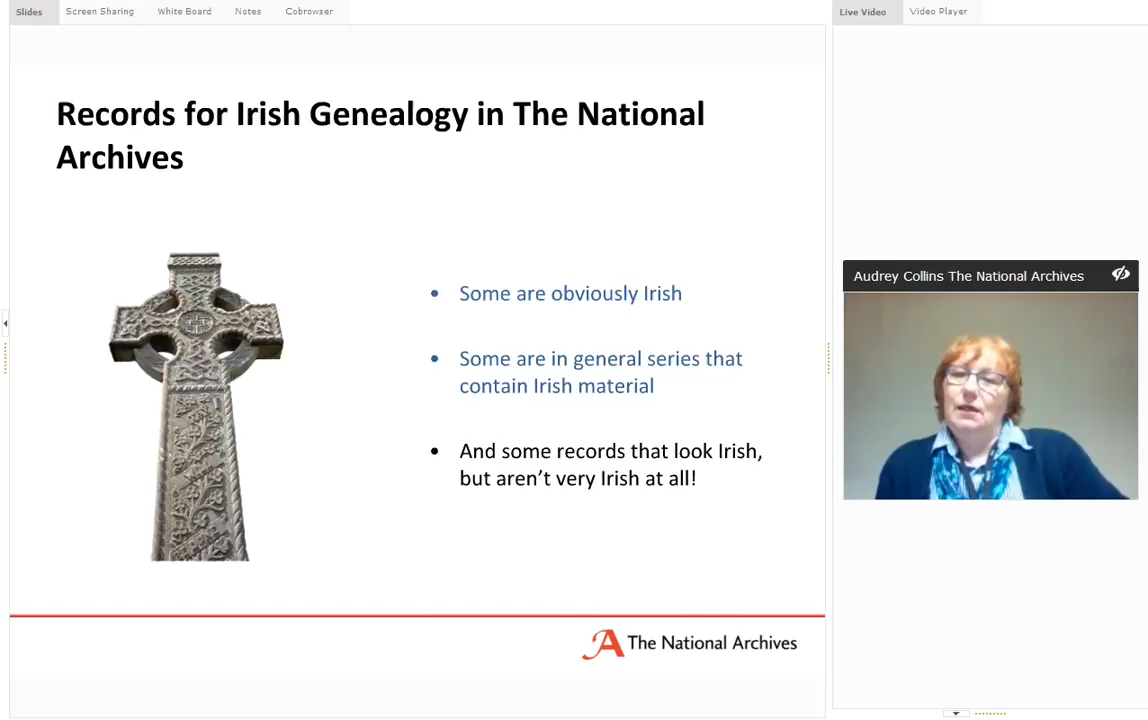 Slides
Screen Sharing
White Board
Notes
Cobrowser
Live Video
Video Player
Records for Irish Genealogy in The National
Archives
• Some are obviously Irish
• Some are in general series that
contain Irish material
• And some records that look Irish,
but aren’t very Irish at all!
The National Archives
Audrey Collins The National Archives